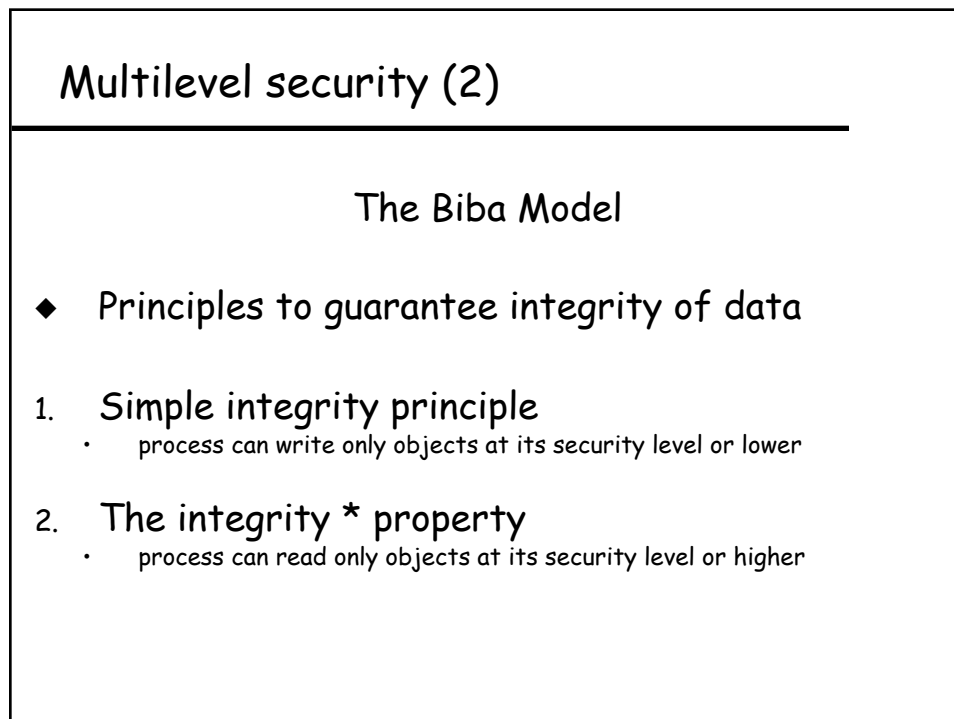 Multilevel security (2)
The Biba Model
◆ Principles to guarantee integrity of data
1. Simple integrity principle
• process can write only objects at its security level or lower
2. The integrity * property
• process can read only objects at its security level or higher